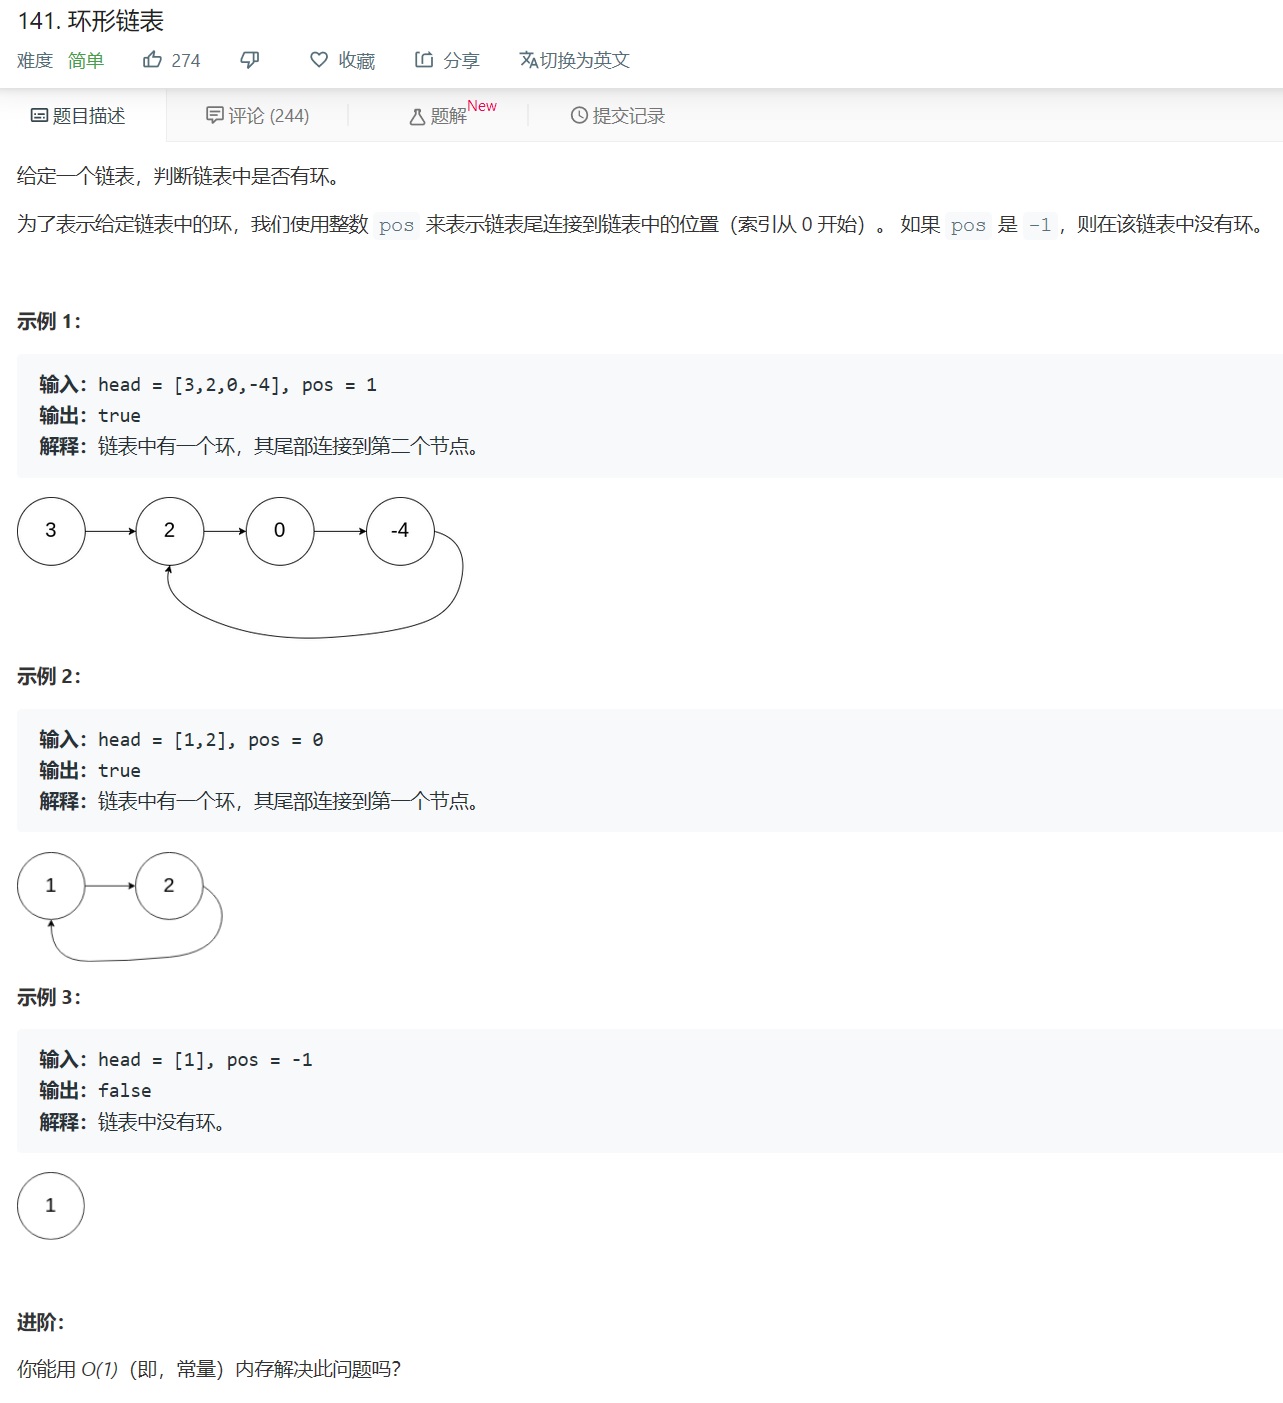 141. 环形链表
难度 简单 274 收藏 分享 切换为英文
题目描述 评论 (244) 题解 New 提交记录
给定一个链表，判断链表中是否有环。
为了表示给定链表中的环，我们使用整数 pos 来表示链表尾连接到链表中的位置（索引从 0 开始）。 如果 pos 是 -1，则在该链表中没有环。
示例 1：
输入：head = [3,2,0,-4], pos = 1
输出：true
解释：链表中有一个环，其尾部连接到第二个节点。
3 2 0 -4
示例 2：
输入：head = [1,2], pos = 0
输出：true
解释：链表中有一个环，其尾部连接到第一个节点。
1 2
示例 3：
输入：head = [1], pos = -1
输出：false
解释：链表中没有环。
1
进阶：
你能用 O(1)（即，常量）内存解决此问题吗？